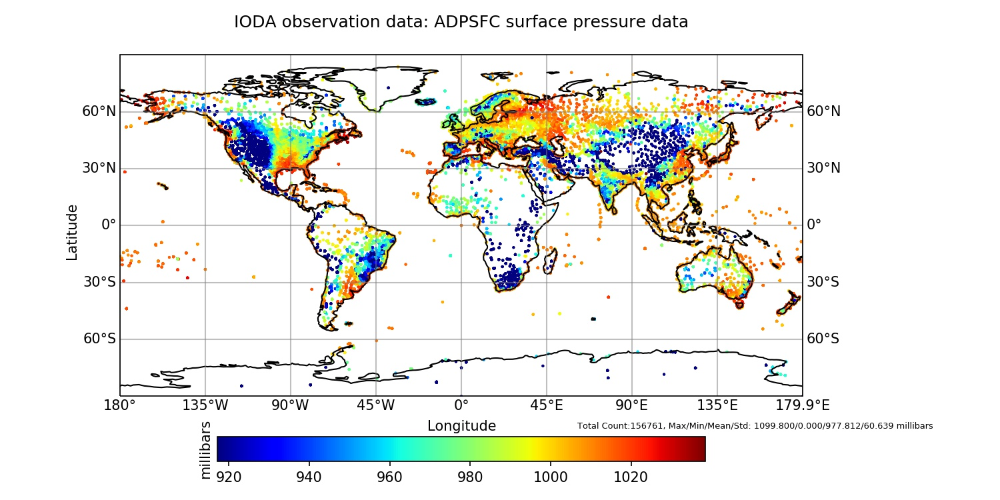 IODA observation data: ADPSFC surface pressure data
60°N
60°N
30°N
30°N
0°
0°
30°S
30°S
60°S
60°S
Latitude
180°
135°W
90°W
45°W
0°
45°E
90°E
135°E
179.9°E
Longitude
Total Count:156761, Max/Min/Mean/Std: 1099.800/0.000/977.812/60.639 millibars
millibars
920
940
960
980
1000
1020